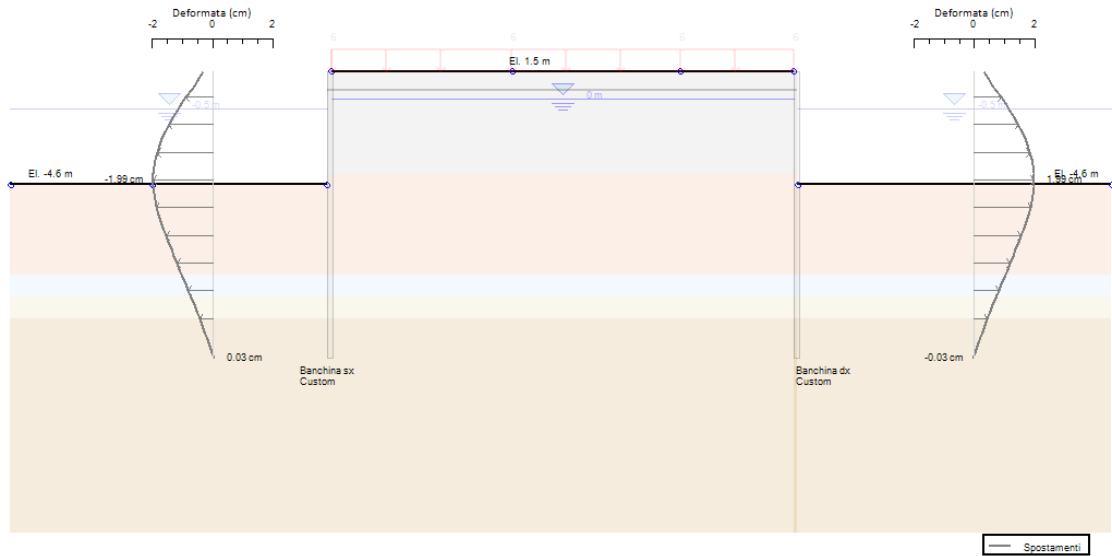 Deformata (cm)
-2 0 2
Deformata (cm)
-2 0 2
6 6 6 6
El. 1.5 m
0 m
-0.5 m
-0.5 m
El. -4.6 m
-1.99 cm
1.99 cm
El. -4.6 m
0.03 cm
-0.03 cm
Banchina sx
Custom
Banchina dx
Custom
Spostamenti